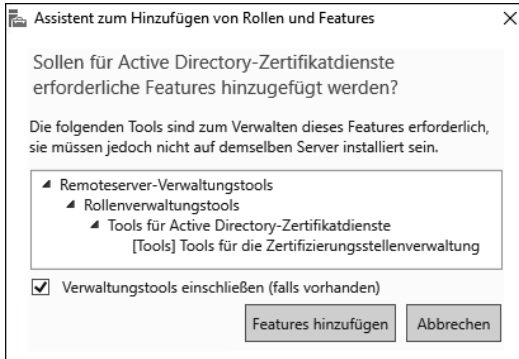 Assistent zum Hinzufügen von Rollen und Features
Sollen für Active Directory-Zertifikatdienste
erforderliche Features hinzugefügt werden?
Die folgenden Tools sind zum Verwalten dieses Features erforderlich,
sie müssen jedoch nicht auf demselben Server installiert sein.
Remoteserver-Verwaltungstools
Rollenverwaltungstools
Tools für Active Directory-Zertifikatdienste
[Tools] Tools für die Zertifizierungsstellenverwaltung
Verwaltungstools einschließen (falls vorhanden)
Features hinzufügen
Abbrechen